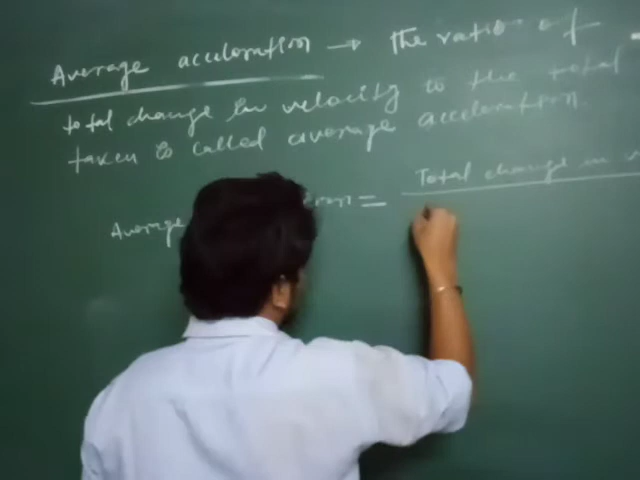 Average acceleration → the ratio of
total change in velocity to the total
taken is called average acceleration.
Total change in
Average =